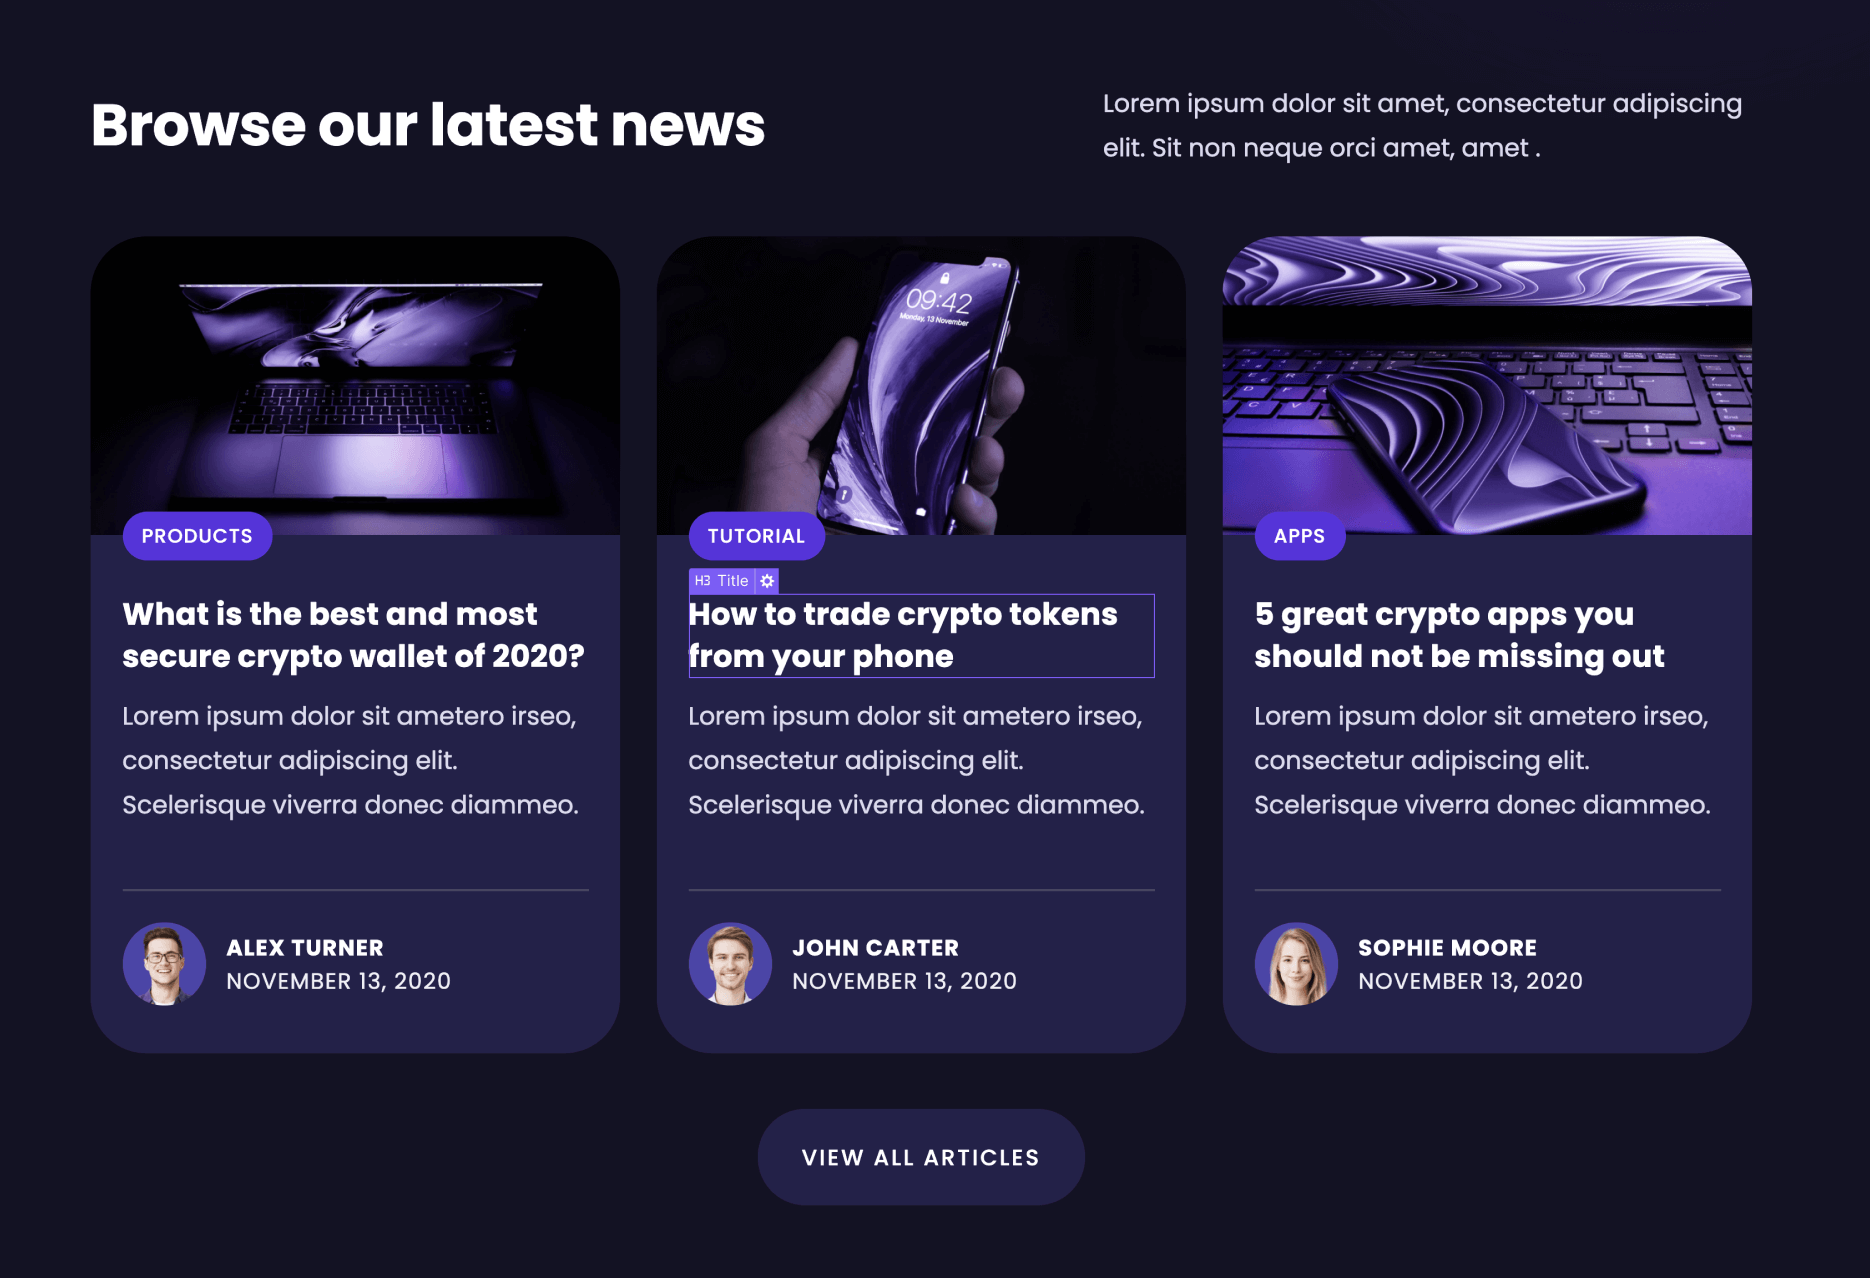 Browse our latest news
Lorem ipsum dolor sit amet, consectetur adipiscing
elit. Sit non neque orci amet, amet .
09:42
Monday, 13 November
PRODUCTS
What is the best and most
secure crypto wallet of 2020?
Lorem ipsum dolor sit ametero irseo,
consectetur adipiscing elit.
Scelerisque viverra donec diammeo.
ALEX TURNER
NOVEMBER 13, 2020
TUTORIAL
H3 Title
How to trade crypto tokens
from your phone
Lorem ipsum dolor sit ametero irseo,
consectetur adipiscing elit.
Scelerisque viverra donec diammeo.
JOHN CARTER
NOVEMBER 13, 2020
APPS
5 great crypto apps you
should not be missing out
Lorem ipsum dolor sit ametero irseo,
consectetur adipiscing elit.
Scelerisque viverra donec diammeo.
SOPHIE MOORE
NOVEMBER 13, 2020
VIEW ALL ARTICLES